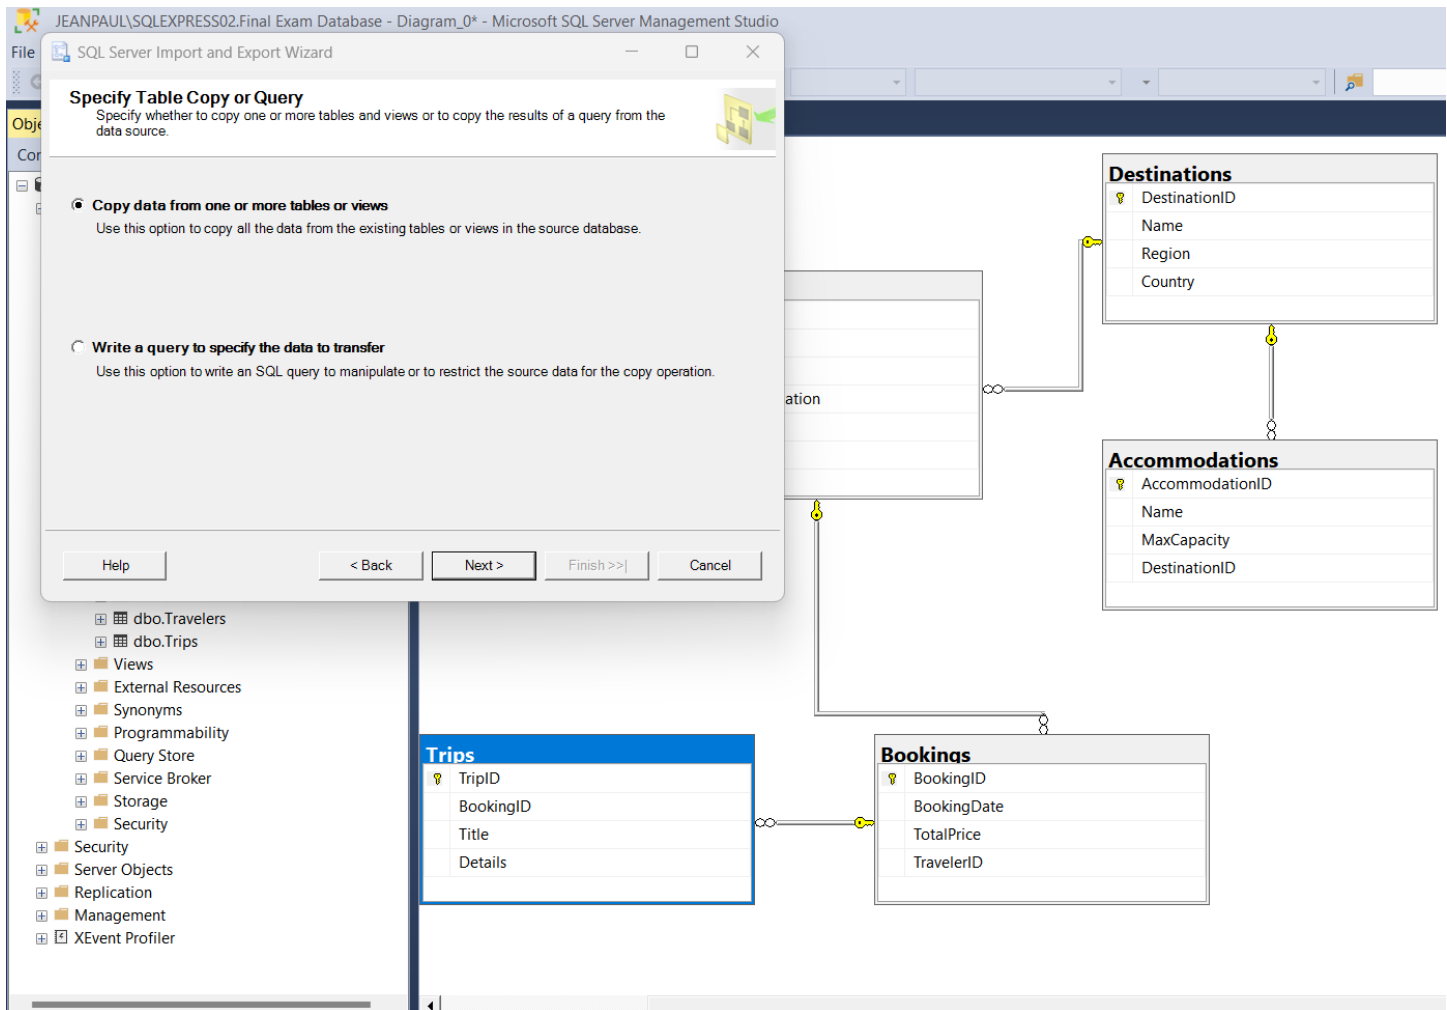 JEANPAUL\SQLEXPRESS02.Final Exam Database - Diagram_0* - Microsoft SQL Server Management Studio
File
SQL Server Import and Export Wizard
Specify Table Copy or Query
Specify whether to copy one or more tables and views or to copy the results of a query from the
data source.
Copy data from one or more tables or views
Use this option to copy all the data from the existing tables or views in the source database.
Write a query to specify the data to transfer
Use this option to write an SQL query to manipulate or to restrict the source data for the copy operation.
Help
< Back
Next >
Finish >>|
Cancel
Obje
Con
dbo.Travelers
dbo.Trips
Views
External Resources
Synonyms
Programmability
Query Store
Service Broker
Storage
Security
Security
Server Objects
Replication
Management
XEvent Profiler
ation
Destinations
DestinationID
Name
Region
Country
Accommodations
AccommodationID
Name
MaxCapacity
DestinationID
Trips
TripID
BookingID
Title
Details
Bookings
BookingID
BookingDate
TotalPrice
TravelerID